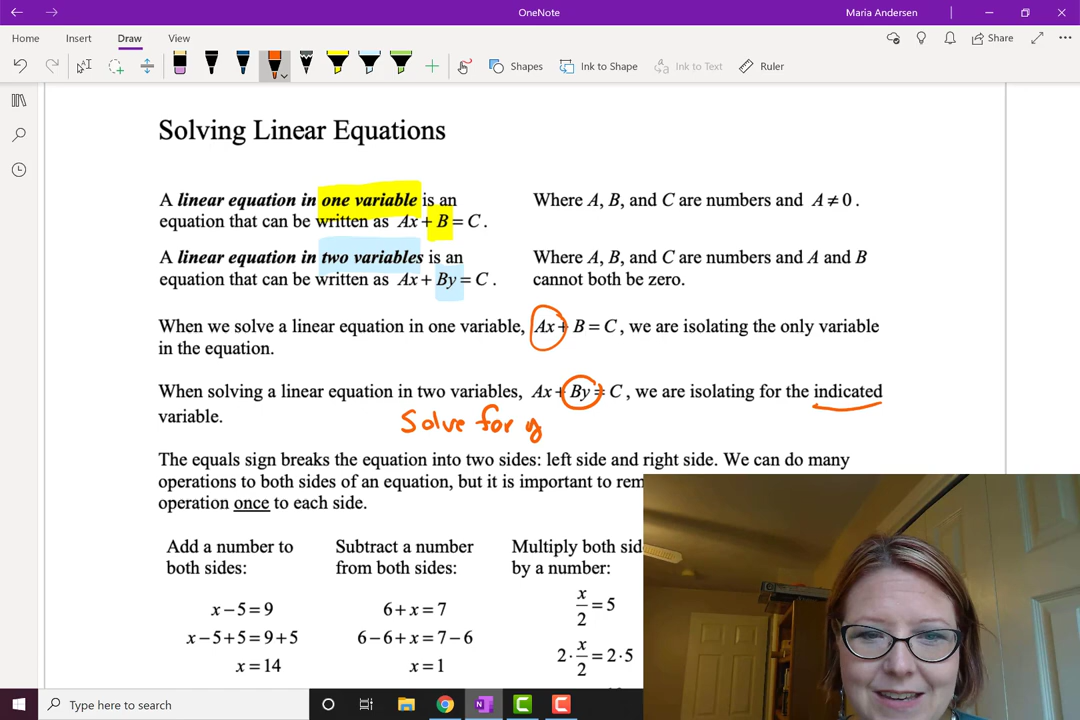 OneNote
Maria Andersen
Home
Insert
Draw
View
Share
Shapes
Ink to Shape
Ink to Text
Ruler
Solving Linear Equations
A linear equation in one variable is an
equation that can be written as Ax + B = C.
Where A, B, and C are numbers and A ≠ 0.
A linear equation in two variables is an
equation that can be written as Ax + By = C.
Where A, B, and C are numbers and A and B
cannot both be zero.
When we solve a linear equation in one variable, Ax + B = C, we are isolating the only variable
in the equation.
When solving a linear equation in two variables, Ax + By = C, we are isolating for the indicated
variable.
Solve for y
The equals sign breaks the equation into two sides: left side and right side. We can do many
operations to both sides of an equation, but it is important to rem
operation once to each side.
Add a number to
both sides:
x − 5 = 9
x − 5 + 5 = 9 + 5
x = 14
Subtract a number
from both sides:
6 + x = 7
6 − 6 + x = 7 − 6
x = 1
Multiply both sid
by a number:
x/2 = 5
2 · x/2 = 2 · 5
Type here to search